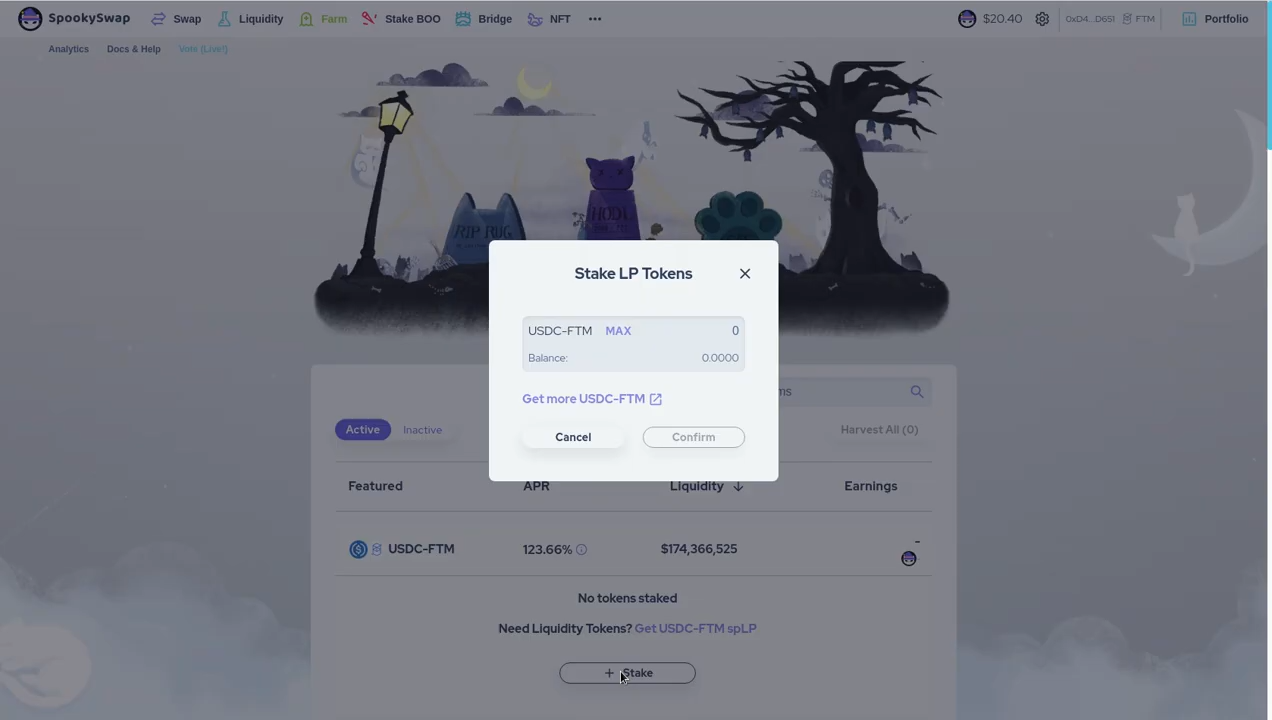 SpookySwap
Swap
Liquidity
Farm
Stake BOO
Bridge
NFT
$20.40
0xD4...D651
FTM
Portfolio
Analytics
Docs & Help
Vote (Live!)
RIP RUG
HODL
Stake LP Tokens
USDC-FTM MAX 0
Balance: 0.0000
Get more USDC-FTM
Cancel
Confirm
Active
Inactive
Harvest All (0)
Featured APR Liquidity Earnings
USDC-FTM 123.66% $174,366,525 -
No tokens staked
Need Liquidity Tokens? Get USDC-FTM spLP
+ Stake